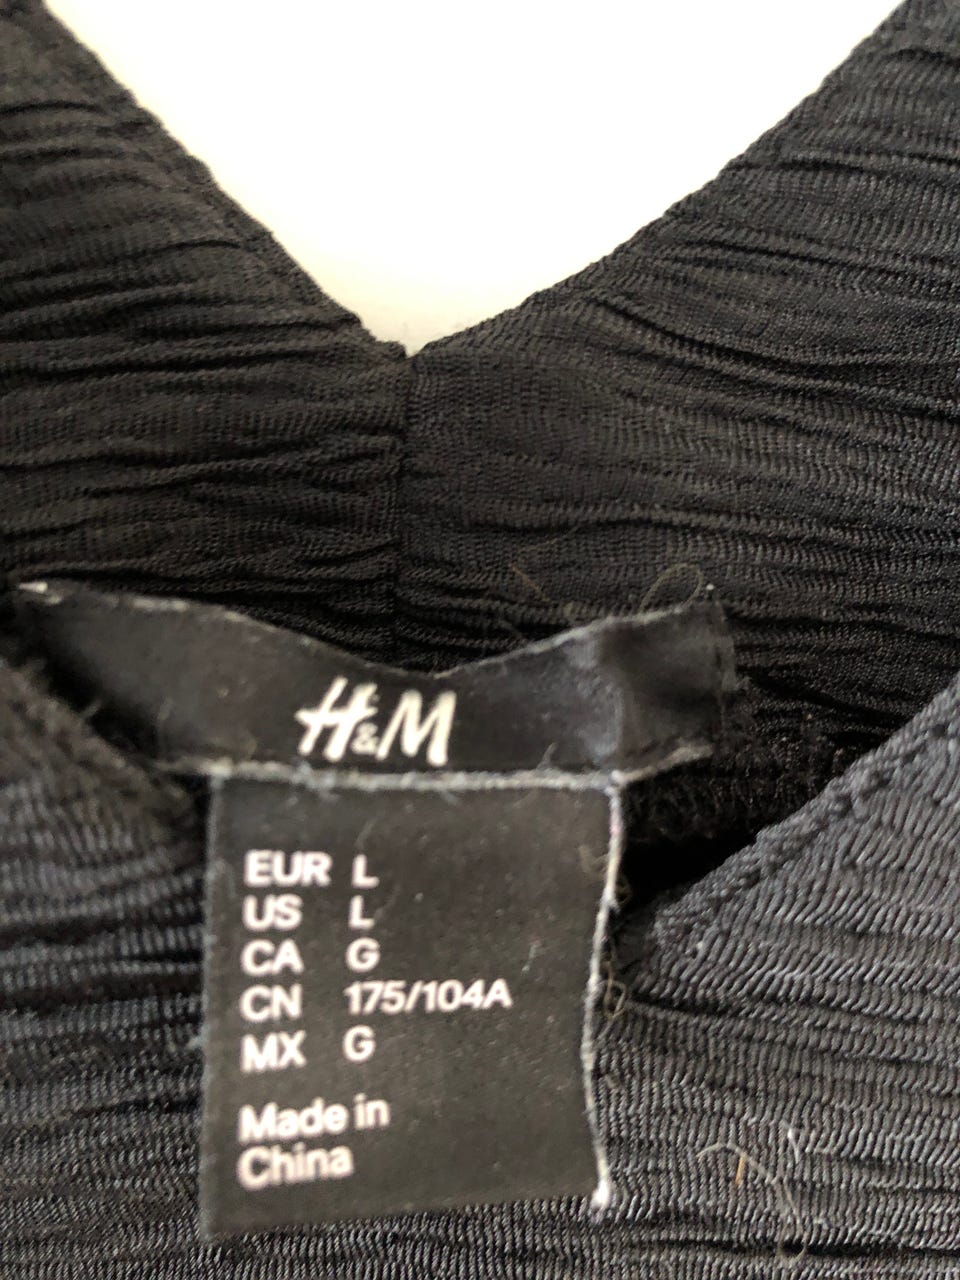 H&M
EUR L
US L
CA G
CN 175/104A
MX G
Made in
China